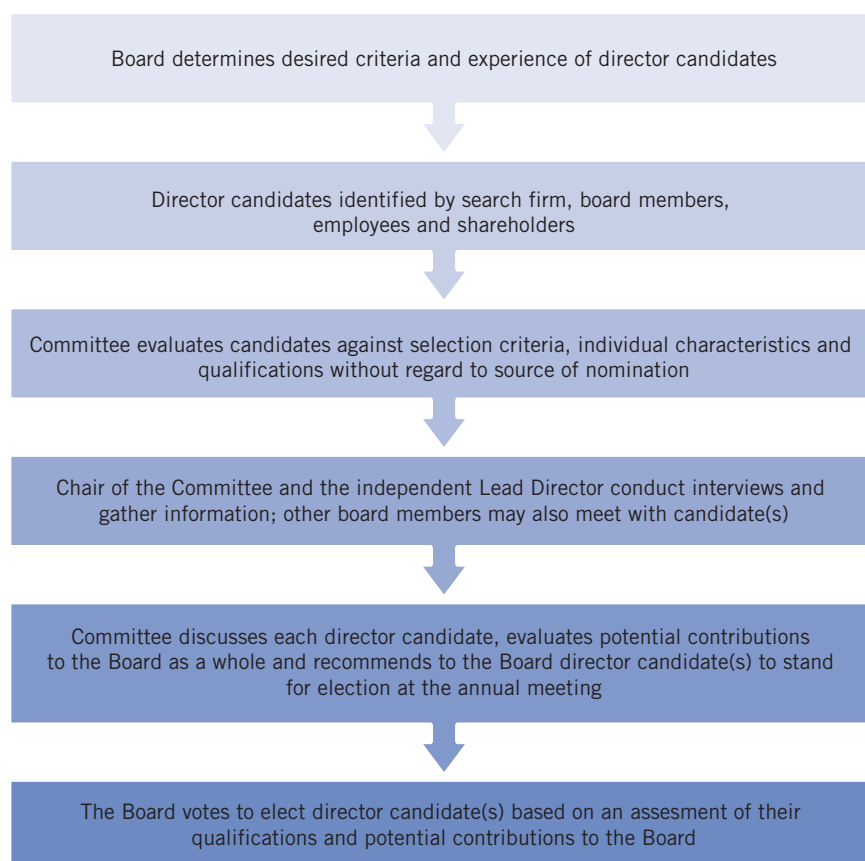 Board determines desired criteria and experience of director candidates
Director candidates identified by search firm, board members,
employees and shareholders
Committee evaluates candidates against selection criteria, individual characteristics and
qualifications without regard to source of nomination
Chair of the Committee and the independent Lead Director conduct interviews and
gather information; other board members may also meet with candidate(s)
Committee discusses each director candidate, evaluates potential contributions
to the Board as a whole and recommends to the Board director candidate(s) to stand
for election at the annual meeting
The Board votes to elect director candidate(s) based on an assesment of their
qualifications and potential contributions to the Board